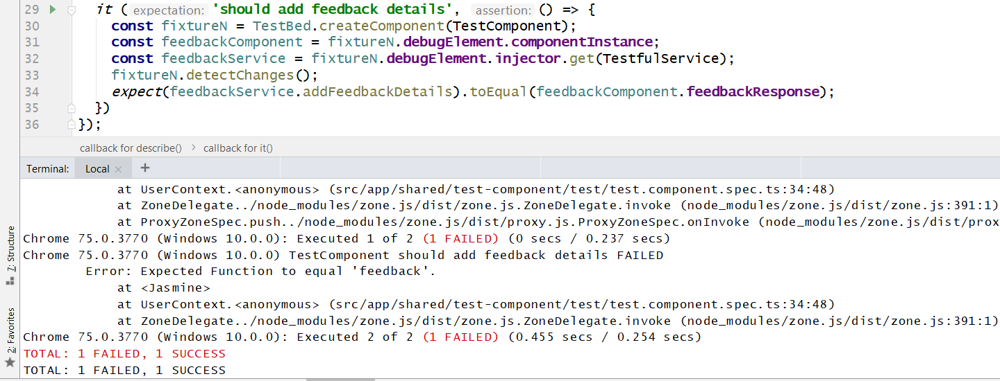 29 it ( expectation: 'should add feedback details', assertion: () => {
30 const fixtureN = TestBed.createComponent(TestComponent);
31 const feedbackComponent = fixtureN.debugElement.componentInstance;
32 const feedbackService = fixtureN.debugElement.injector.get(TestfulService);
33 fixtureN.detectChanges();
34 expect(feedbackService.addFeedbackDetails).toEqual(feedbackComponent.feedbackResponse);
35 })
36 });
callback for describe() > callback for it()
Terminal: Local × +
at UserContext.<anonymous> (src/app/shared/test-component/test/test.component.spec.ts:34:48)
at ZoneDelegate../node_modules/zone.js/dist/zone.js.ZoneDelegate.invoke (node_modules/zone.js/dist/zone.js:391:1)
at ProxyZoneSpec.push../node_modules/zone.js/dist/proxy.js.ProxyZoneSpec.onInvoke (node_modules/zone.js/dist/prox
Chrome 75.0.3770 (Windows 10.0.0): Executed 1 of 2 (1 FAILED) (0 secs / 0.237 secs)
Chrome 75.0.3770 (Windows 10.0.0) TestComponent should add feedback details FAILED
Error: Expected Function to equal 'feedback'.
at <Jasmine>
at UserContext.<anonymous> (src/app/shared/test-component/test/test.component.spec.ts:34:48)
at ZoneDelegate../node_modules/zone.js/dist/zone.js.ZoneDelegate.invoke (node_modules/zone.js/dist/zone.js:391:1)
Chrome 75.0.3770 (Windows 10.0.0): Executed 2 of 2 (1 FAILED) (0.455 secs / 0.254 secs)
TOTAL: 1 FAILED, 1 SUCCESS
TOTAL: 1 FAILED, 1 SUCCESS
7: Structure
2: Favorites